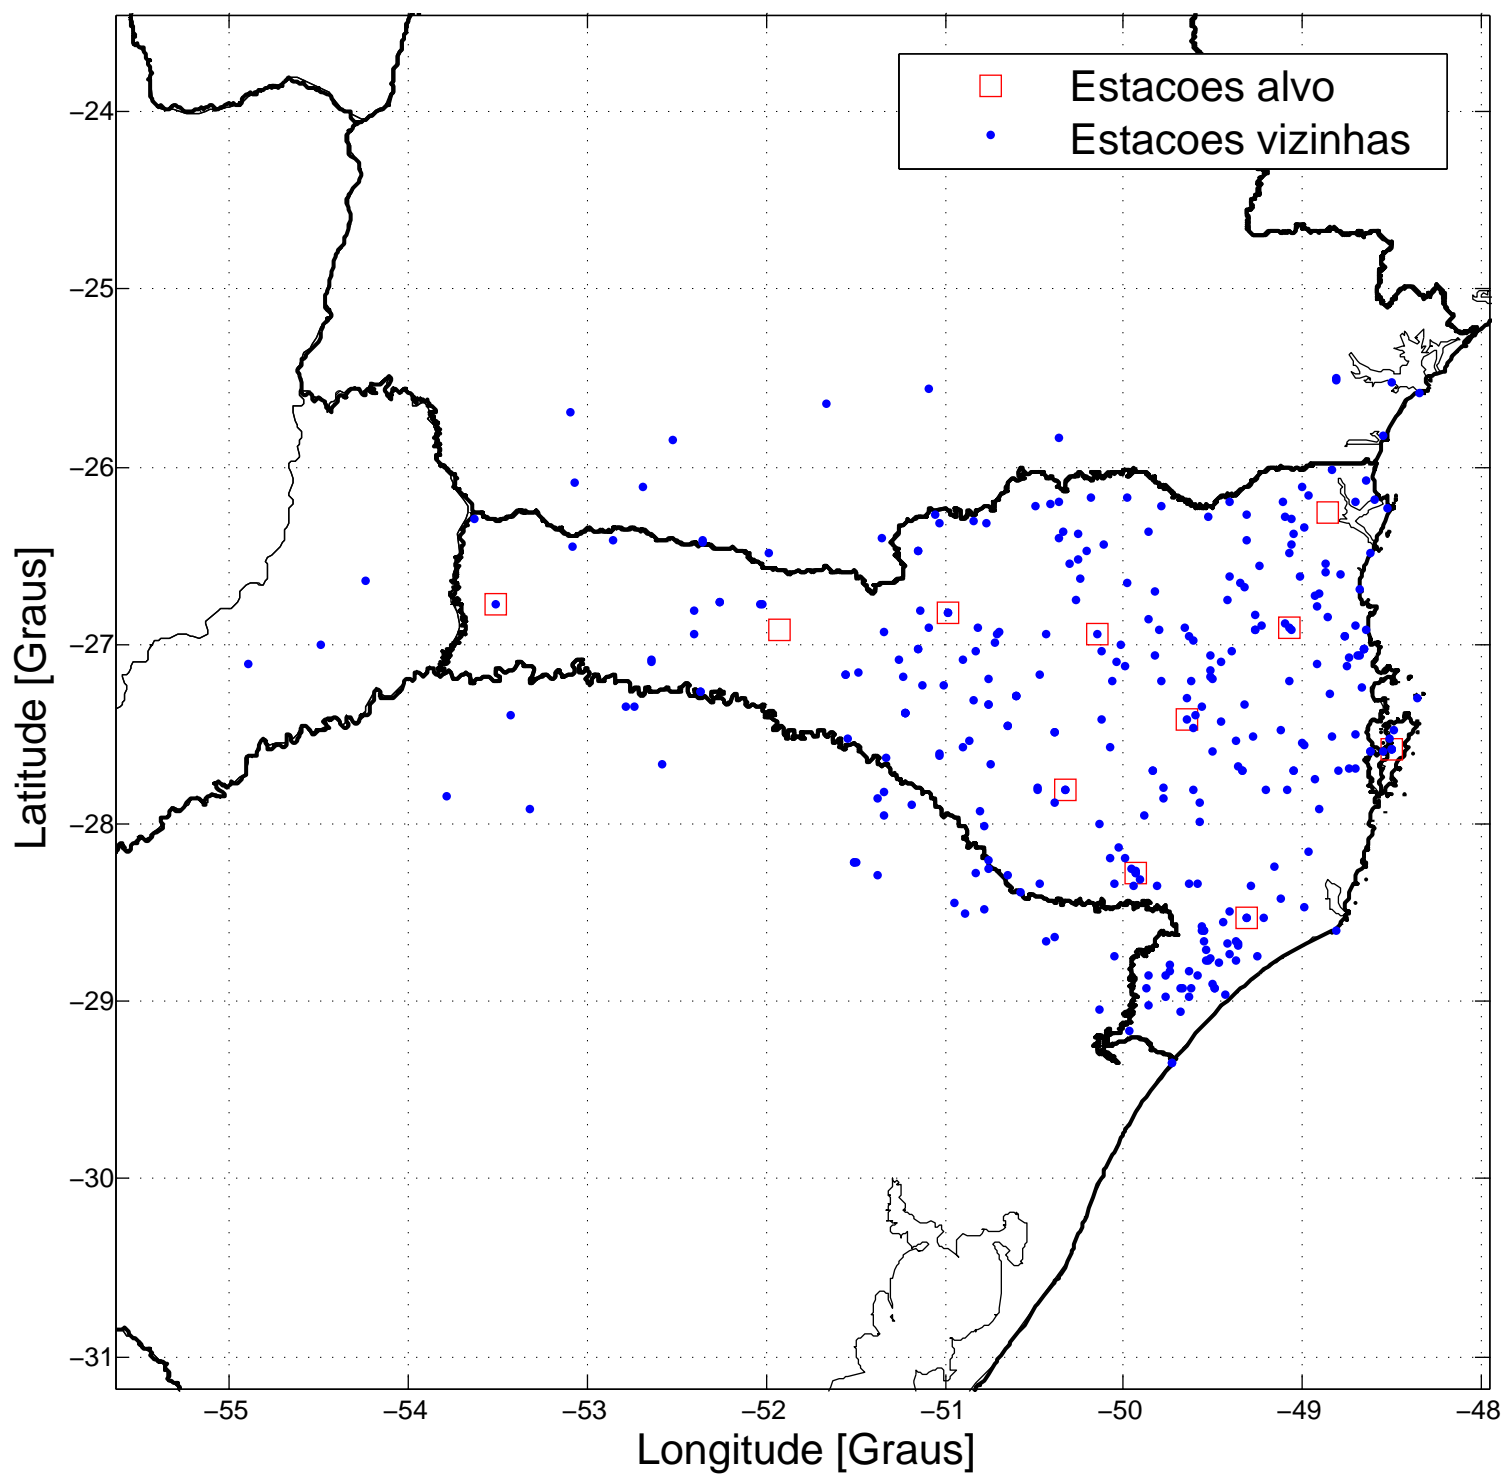 Estacoes alvo
Estacoes vizinhas
−24
−25
−26
−27
−28
−29
−30
−31
Latitude [Graus]
−55 −54 −53 −52 −51 −50 −49 −48
Longitude [Graus]